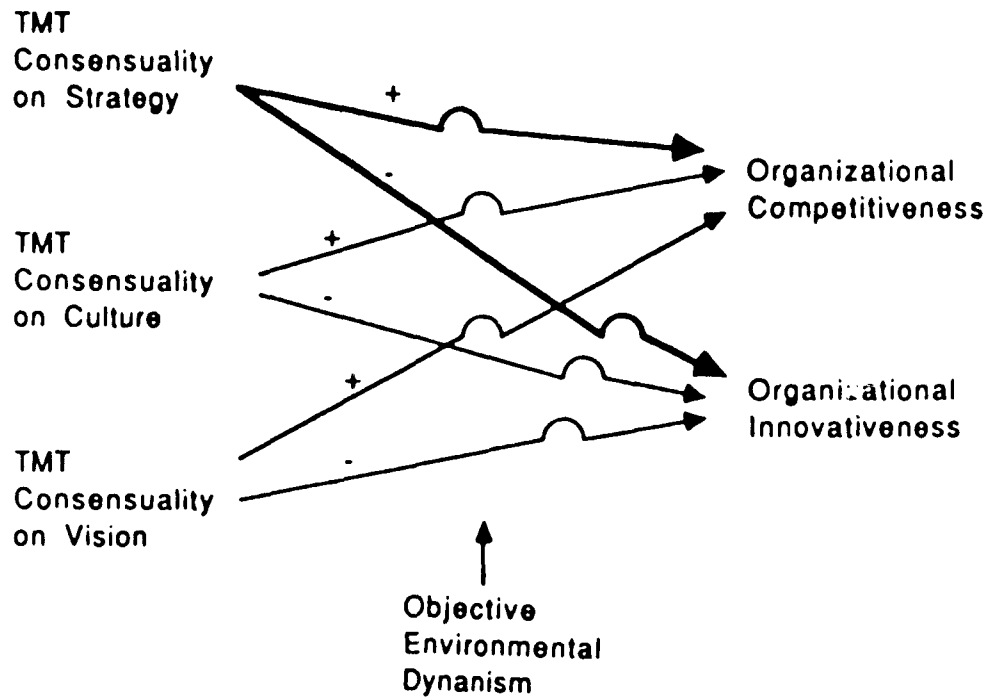 TMT
Consensuality
on Strategy
+
-
Organizational
Competitiveness
TMT
Consensuality
on Culture
+
-
Organizational
Innovativeness
+
TMT
Consensuality
on Vision
-
Objective
Environmental
Dynanism